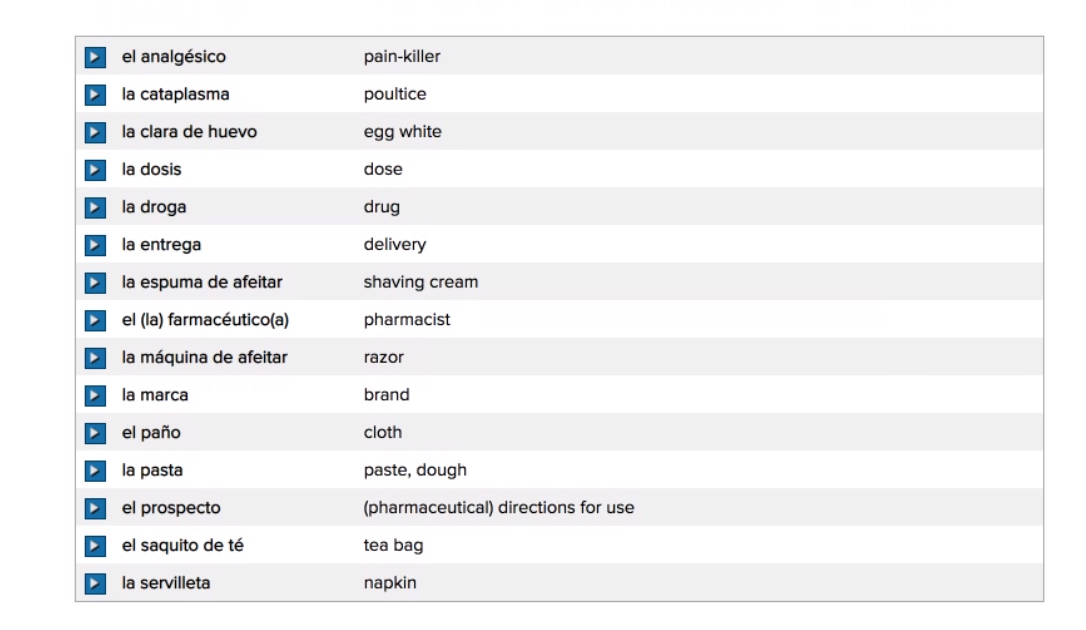 el analgésico pain-killer
la cataplasma poultice
la clara de huevo egg white
la dosis dose
la droga drug
la entrega delivery
la espuma de afeitar shaving cream
el (la) farmacéutico(a) pharmacist
la máquina de afeitar razor
la marca brand
el paño cloth
la pasta paste, dough
el prospecto (pharmaceutical) directions for use
el saquito de té tea bag
la servilleta napkin